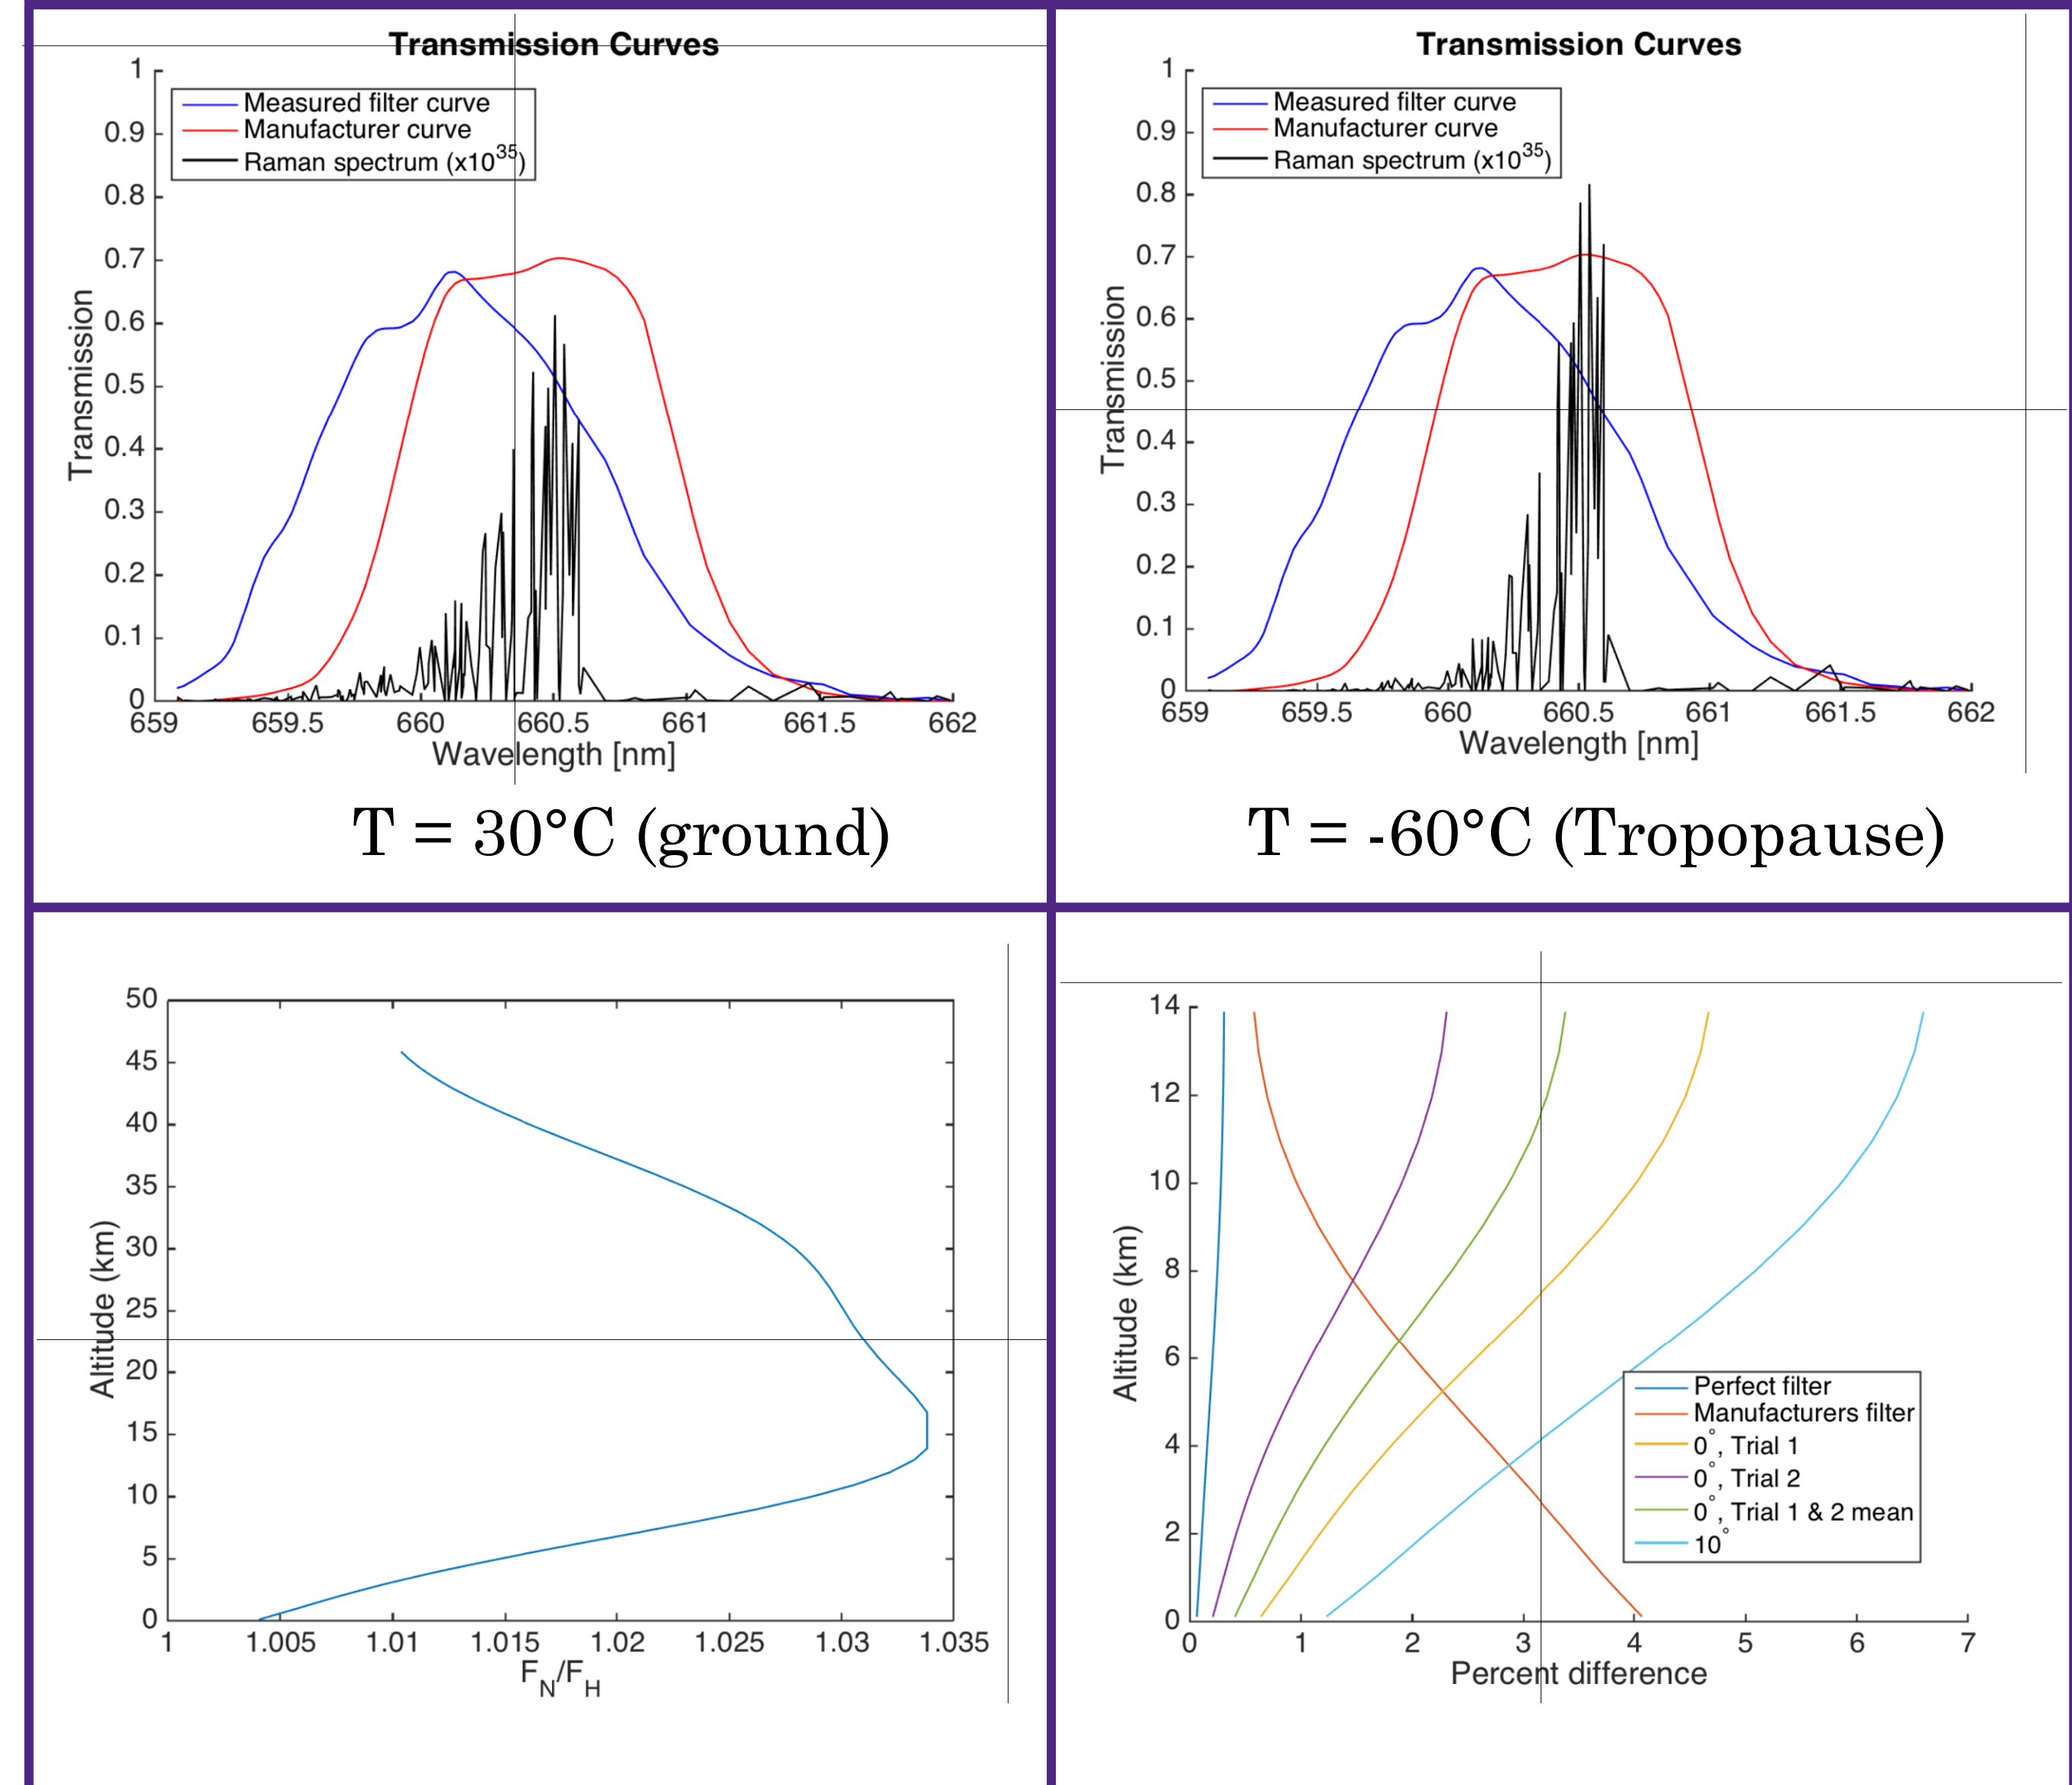 Transmission Curves
1
0.9
0.8
0.7
0.6
0.5
0.4
0.3
0.2
0.1
0
Transmission
Measured filter curve
Manufacturer curve
Raman spectrum (x10^35)
659 659.5 660 660.5 661 661.5 662
Wavelength [nm]
T = 30°C (ground)
Transmission Curves
1
0.9
0.8
0.7
0.6
0.5
0.4
0.3
0.2
0.1
0
Transmission
Measured filter curve
Manufacturer curve
Raman spectrum (x10^35)
659 659.5 660 660.5 661 661.5 662
Wavelength [nm]
T = -60°C (Tropopause)
50
45
40
35
30
25
20
15
10
5
0
Altitude (km)
1 1.005 1.01 1.015 1.02 1.025 1.03 1.035
F_N/F_H
14
12
10
8
6
4
2
0
Altitude (km)
Perfect filter
Manufacturers filter
0°, Trial 1
0°, Trial 2
0°, Trial 1 & 2 mean
10°
0 1 2 3 4 5 6 7
Percent difference